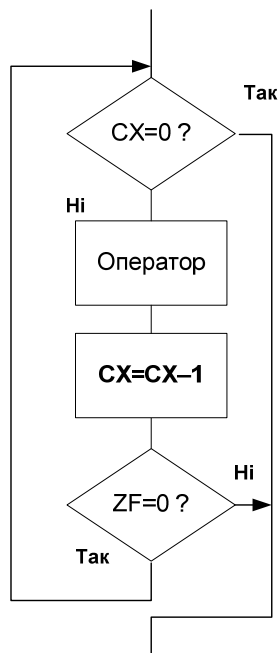 CX=0 ?
Так
Ні
Оператор
CX=CX–1
ZF=0 ?
Ні
Так